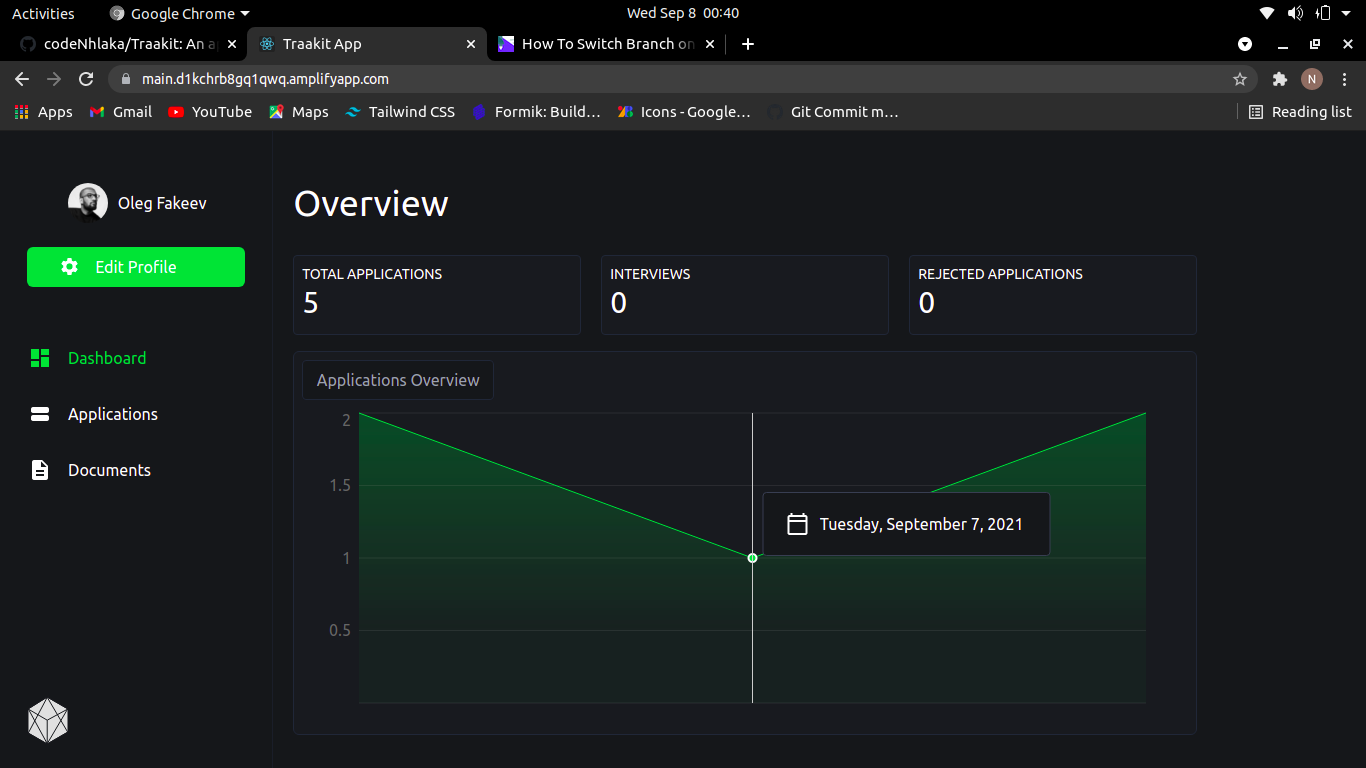 Activities
Google Chrome
Wed Sep 8 00:40
codeNhlaka/Traakit: An a
Traakit App
How To Switch Branch on
main.d1kchrb8gq1qwq.amplifyapp.com
N
Apps
Gmail
YouTube
Maps
Tailwind CSS
Formik: Build…
Icons - Google…
Git Commit m…
Reading list
Oleg Fakeev
Edit Profile
Dashboard
Applications
Documents
Overview
TOTAL APPLICATIONS
5
INTERVIEWS
0
REJECTED APPLICATIONS
0
Applications Overview
2
1.5
1
0.5
Tuesday, September 7, 2021